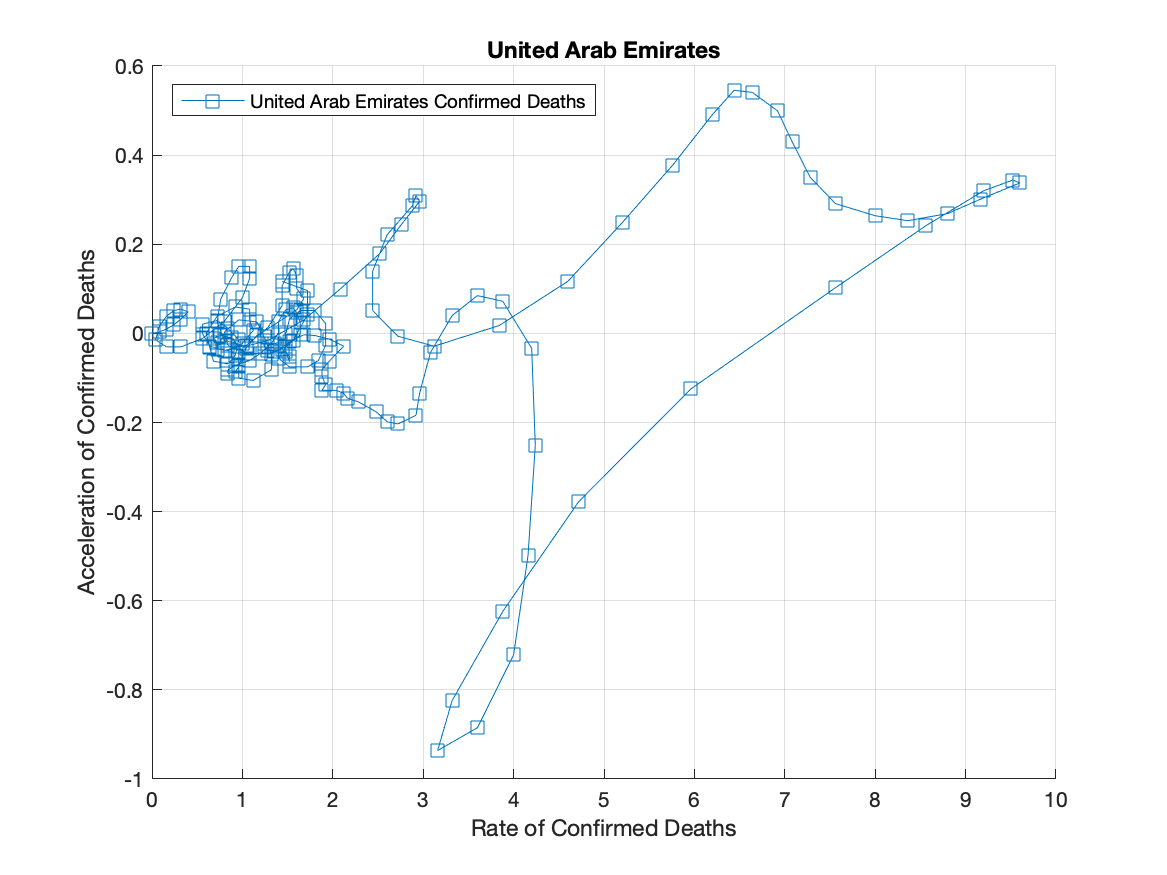 United Arab Emirates
United Arab Emirates Confirmed Deaths
Acceleration of Confirmed Deaths
0.6
0.4
0.2
0
-0.2
-0.4
-0.6
-0.8
-1
0 1 2 3 4 5 6 7 8 9 10
Rate of Confirmed Deaths